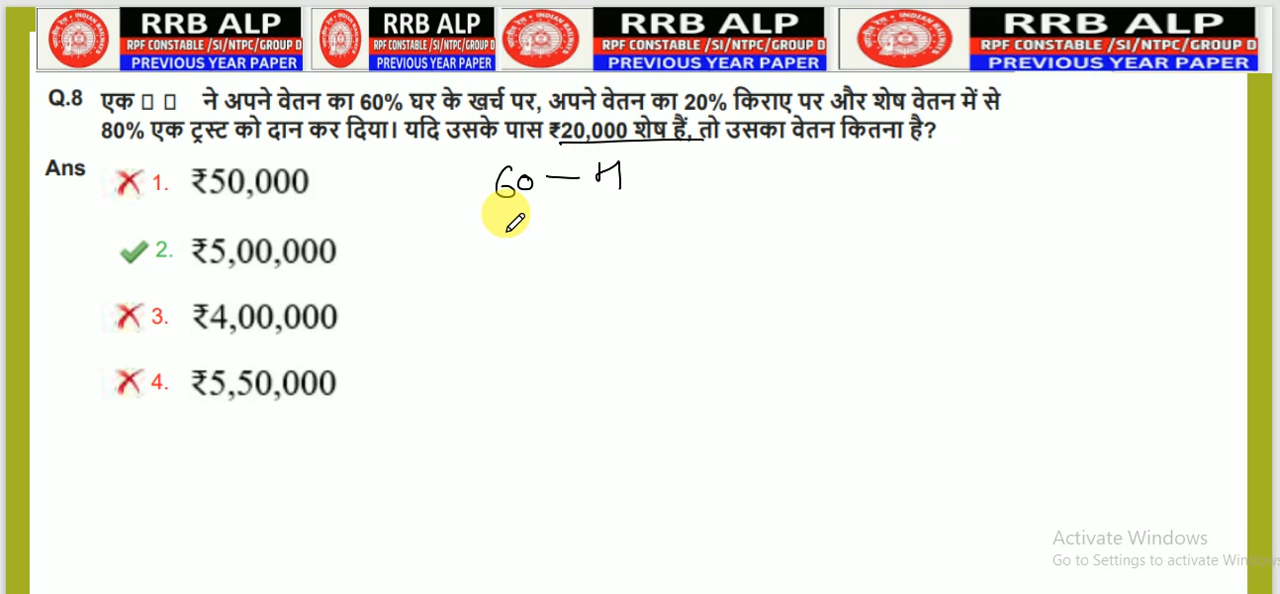 RRB ALP RRB ALP RRB ALP RRB ALP
RPF CONSTABLE /SI/NTPC/GROUP D RPF CONSTABLE /SI/NTPC/GROUP D RPF CONSTABLE /SI/NTPC/GROUP D RPF CONSTABLE /SI/NTPC/GROUP D
PREVIOUS YEAR PAPER PREVIOUS YEAR PAPER PREVIOUS YEAR PAPER PREVIOUS YEAR PAPER
Q.8 एक ▯ ▯ ने अपने वेतन का 60% घर के खर्च पर, अपने वेतन का 20% किराए पर और शेष वेतन में से
80% एक ट्रस्ट को दान कर दिया। यदि उसके पास ₹20,000 शेष हैं, तो उसका वेतन कितना है?
Ans
1. ₹50,000
60 — H
2. ₹5,00,000
3. ₹4,00,000
4. ₹5,50,000
Activate Windows
Go to Settings to activate Windows